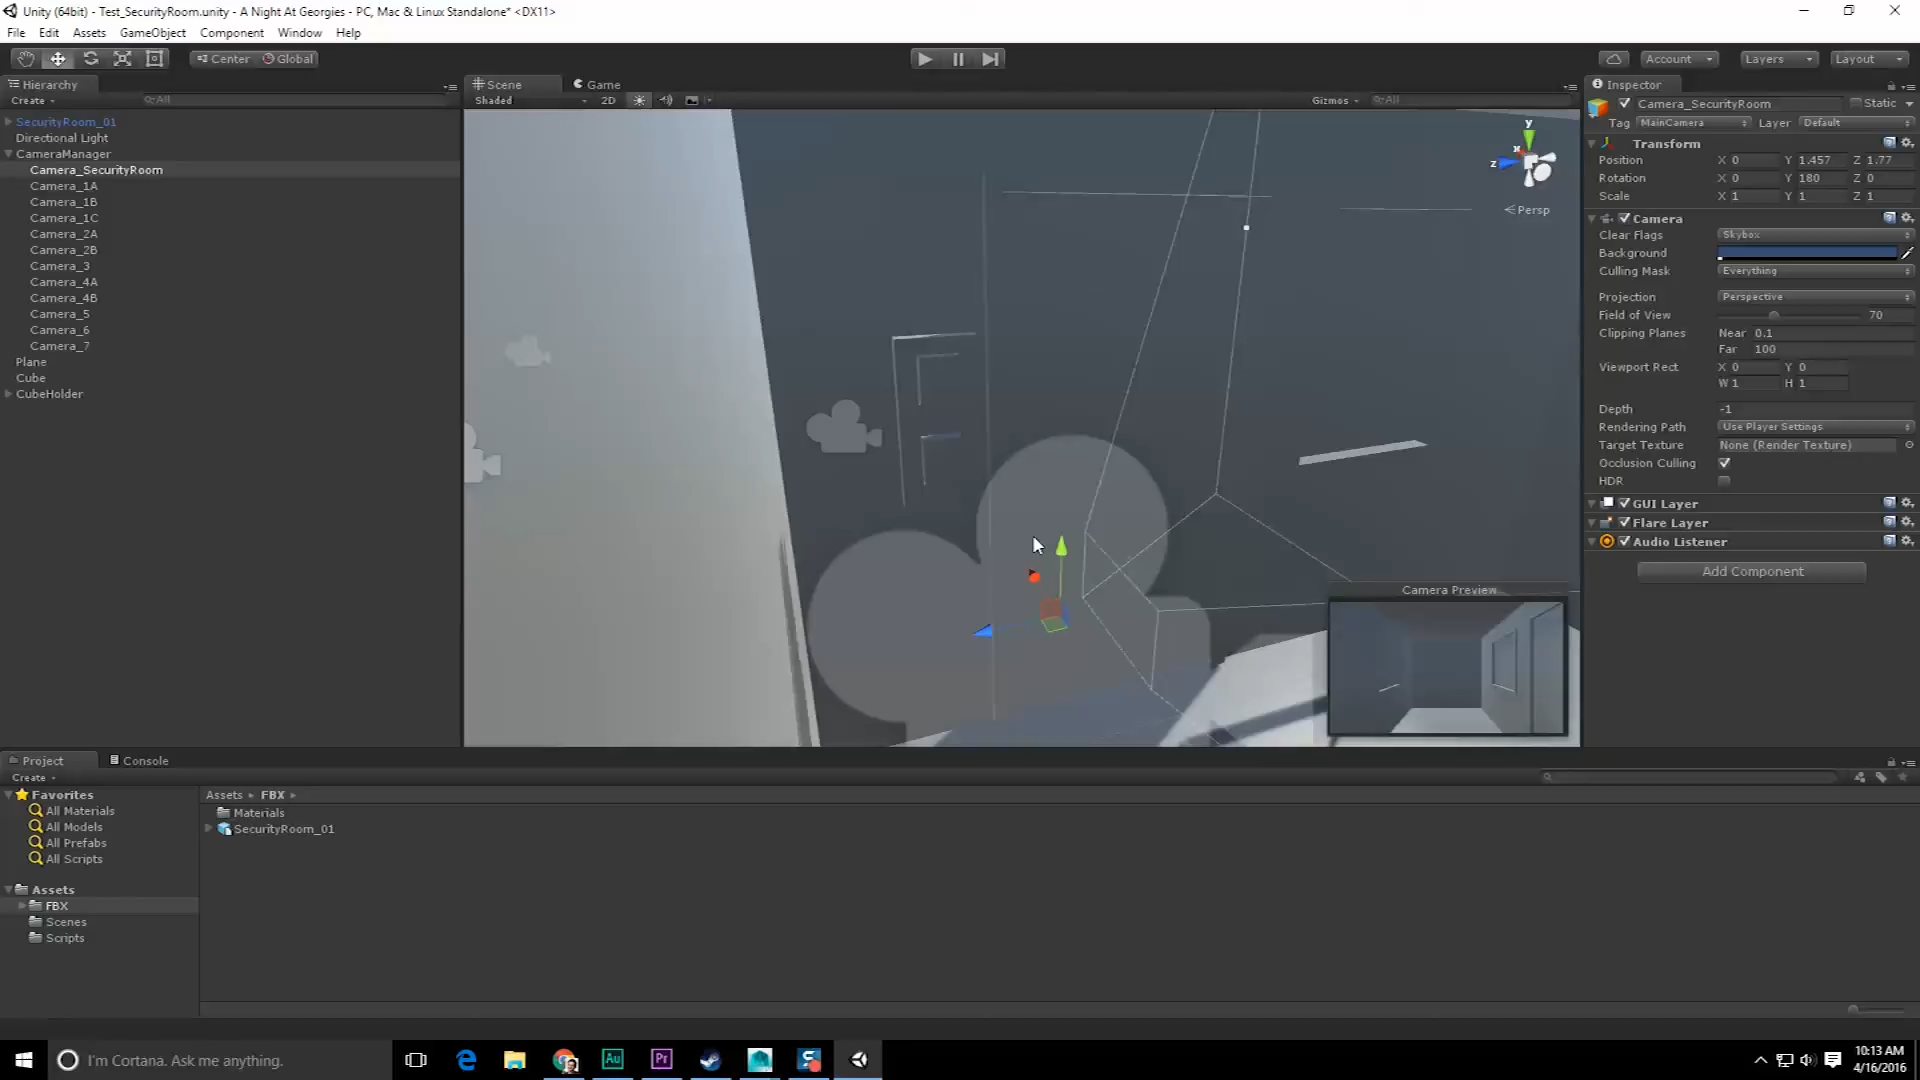 Unity (64bit) - Test_SecurityRoom.unity - A Night At Georgies - PC, Mac & Linux Standalone* <DX11>
File Edit Assets GameObject Component Window Help
Center Global Account Layers Layout
Hierarchy
Create All
SecurityRoom_01
Directional Light
CameraManager
Camera_SecurityRoom
Camera_1A
Camera_1B
Camera_1C
Camera_2A
Camera_2B
Camera_3
Camera_4A
Camera_4B
Camera_5
Camera_6
Camera_7
Plane
Cube
CubeHolder
Scene Game
Shaded 2D Gizmos All
y
x
z
Persp
Camera Preview
Inspector
Camera_SecurityRoom Static
Tag MainCamera Layer Default
Transform
Position X 0 Y 1.457 Z 1.77
Rotation X 0 Y 180 Z 0
Scale X 1 Y 1 Z 1
Camera
Clear Flags Skybox
Background
Culling Mask Everything
Projection Perspective
Field of View 70
Clipping Planes Near 0.1
Far 100
Viewport Rect X 0 Y 0
W 1 H 1
Depth -1
Rendering Path Use Player Settings
Target Texture None (Render Texture)
Occlusion Culling
HDR
GUI Layer
Flare Layer
Audio Listener
Add Component
Project Console
Create
Favorites
All Materials
All Models
All Prefabs
All Scripts
Assets
FBX
Scenes
Scripts
Assets FBX
Materials
SecurityRoom_01
I'm Cortana. Ask me anything.
Au
Pr
S
10:13 AM
4/16/2016